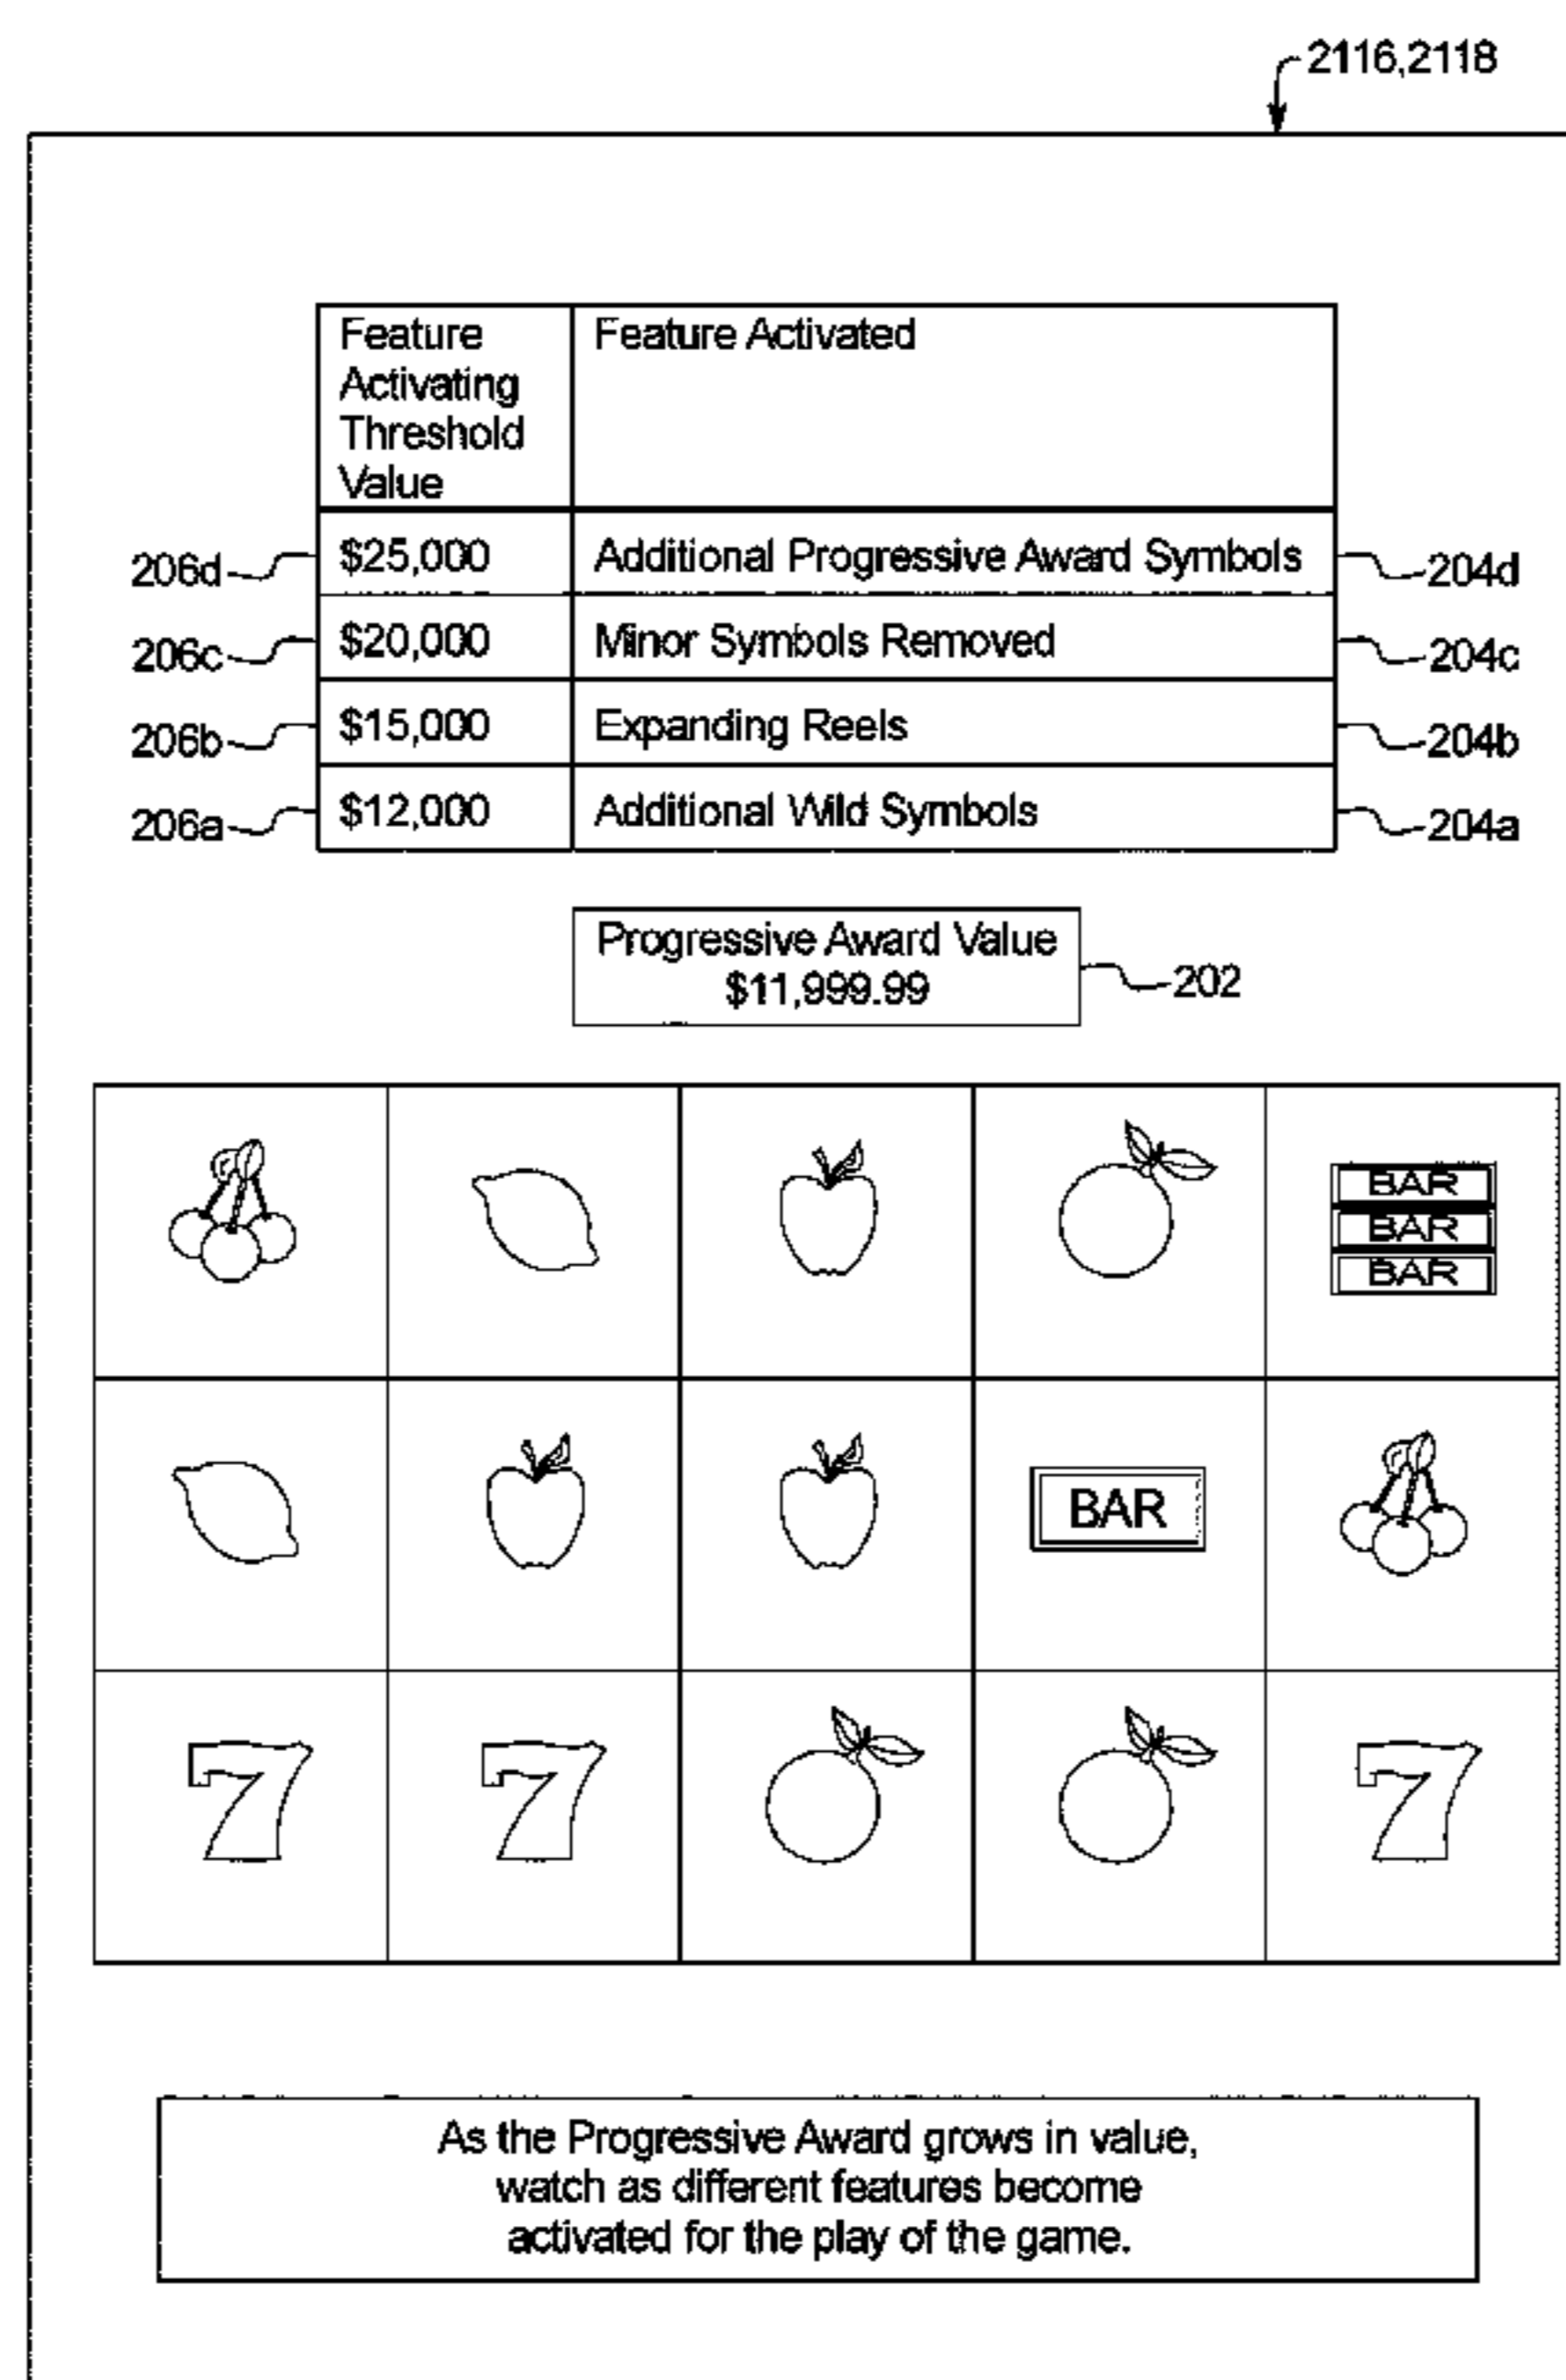 2116,2118
Feature
Activating
Threshold
Value
Feature Activated
206d
$25,000
Additional Progressive Award Symbols
204d
206c
$20,000
Minor Symbols Removed
204c
206b
$15,000
Expanding Reels
204b
206a
$12,000
Additional Wild Symbols
204a
Progressive Award Value
$11,999.99
202
BAR
BAR
BAR
BAR
7
7
7
As the Progressive Award grows in value,
watch as different features become
activated for the play of the game.